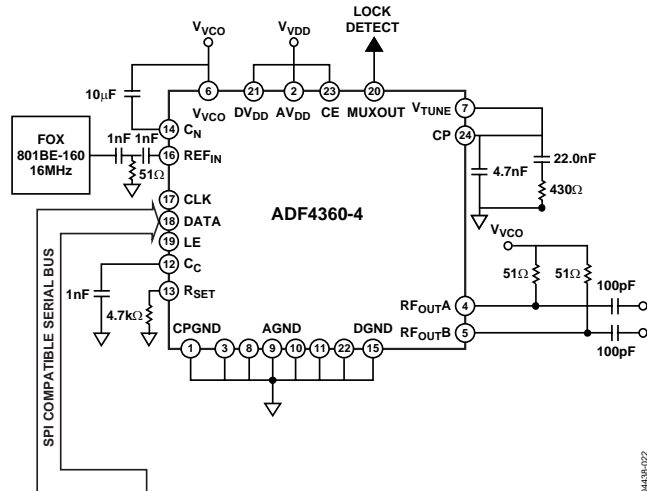 LOCK
DETECT
VVCO
VVDD
10µF
6
21
2
23
20
VVCO
DVDD
AVDD
CE
MUXOUT
VTUNE
7
14
CN
CP
24
FOX
801BE-160
16MHz
1nF
1nF
16
REFIN
51Ω
4.7nF
22.0nF
430Ω
17
CLK
18
DATA
19
LE
ADF4360-4
VVCO
12
CC
51Ω
51Ω
100pF
1nF
13
RSET
4.7kΩ
RFOUTA
4
RFOUTB
5
100pF
CPGND
AGND
DGND
1
3
8
9
10
11
22
15
SPI COMPATIBLE SERIAL BUS
04438-022